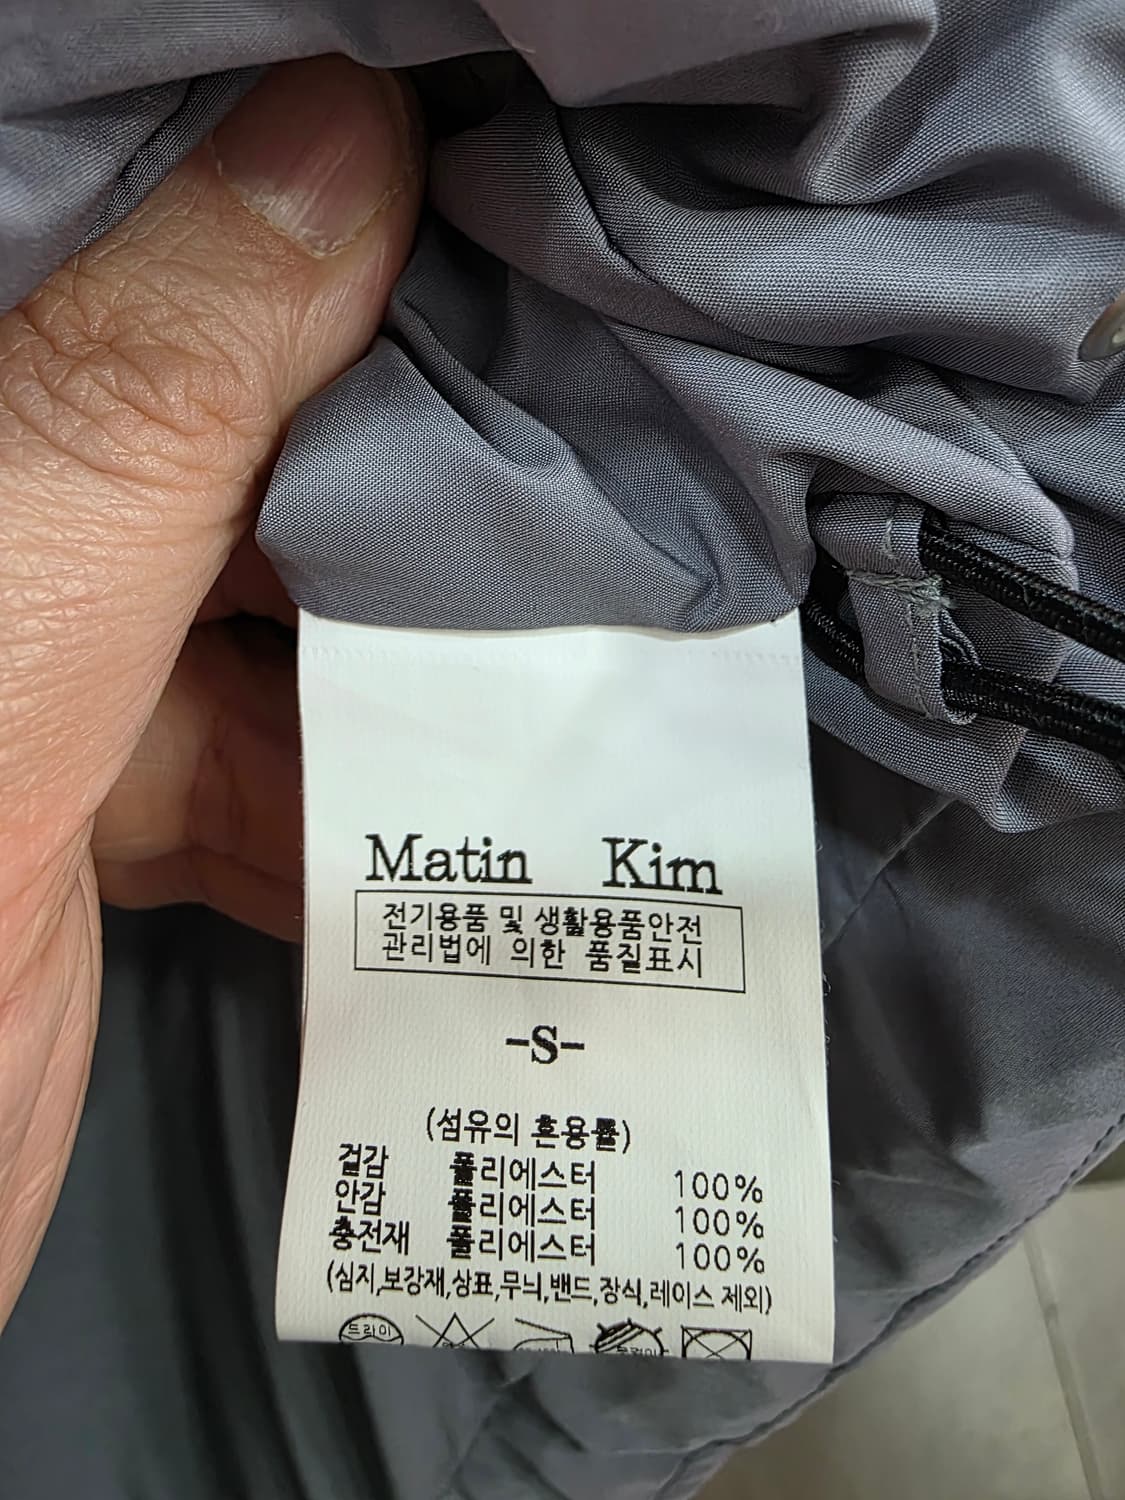 Matin Kim
전기용품 및 생활용품안전
관리법에 의한 품질표시
-S-
(섬유의 혼용률)
겉감 폴리에스터 100%
안감 폴리에스터 100%
충전재 폴리에스터 100%
(심지,보강재,상표,무늬,밴드,장식,레이스 제외)
드라이